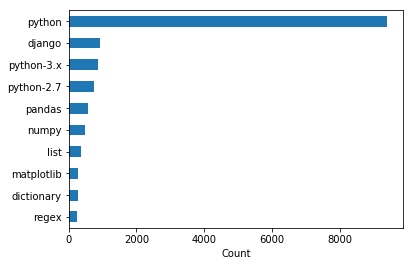 python
django
python-3.x
python-2.7
pandas
numpy
list
matplotlib
dictionary
regex
0 2000 4000 6000 8000
Count